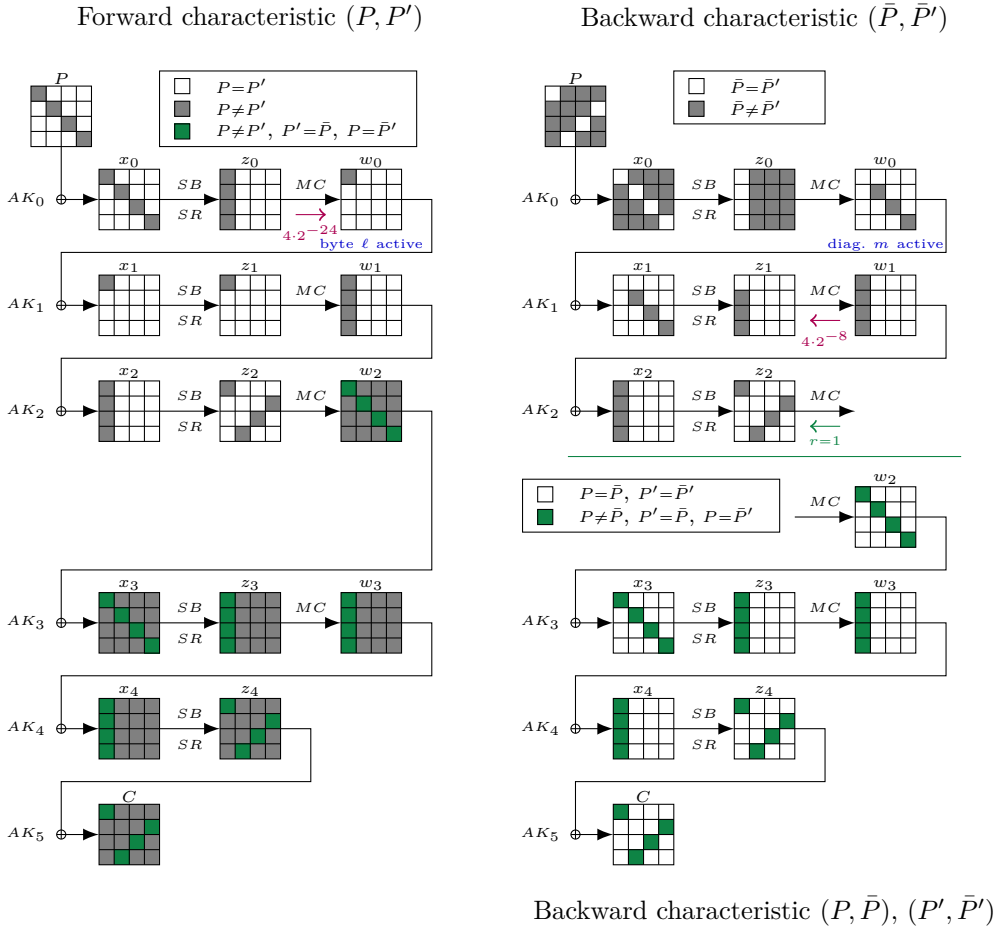 Forward characteristic (P, P′)
P
P=P′
P≠P′
P≠P′, P′=P̄, P=P̄′
x₀ z₀ w₀
AK₀ SB SR MC
4·2⁻²⁴
byte ℓ active
x₁ z₁ w₁
AK₁ SB SR MC
x₂ z₂ w₂
AK₂ SB SR MC
x₃ z₃ w₃
AK₃ SB SR MC
x₄ z₄
AK₄ SB SR
C
AK₅
Backward characteristic (P̄, P̄′)
P
P̄=P̄′
P̄≠P̄′
x₀ z₀ w₀
AK₀ SB SR MC
diag. m active
x₁ z₁ w₁
AK₁ SB SR MC
4·2⁻⁸
x₂ z₂
AK₂ SB SR MC
r=1
P=P̄, P′=P̄′
P≠P̄, P′=P̄, P=P̄′
w₂
MC
x₃ z₃ w₃
AK₃ SB SR MC
x₄ z₄
AK₄ SB SR
C
AK₅
Backward characteristic (P, P̄), (P′, P̄′)